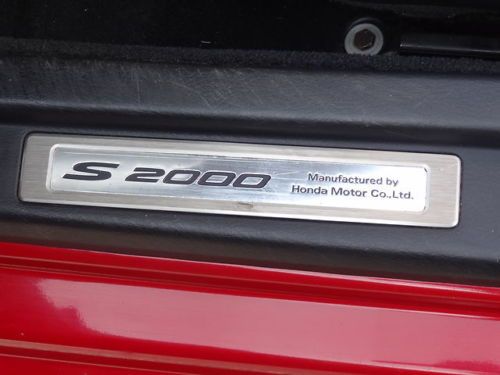 S 2000
Manufactured by
Honda Motor Co.,Ltd.